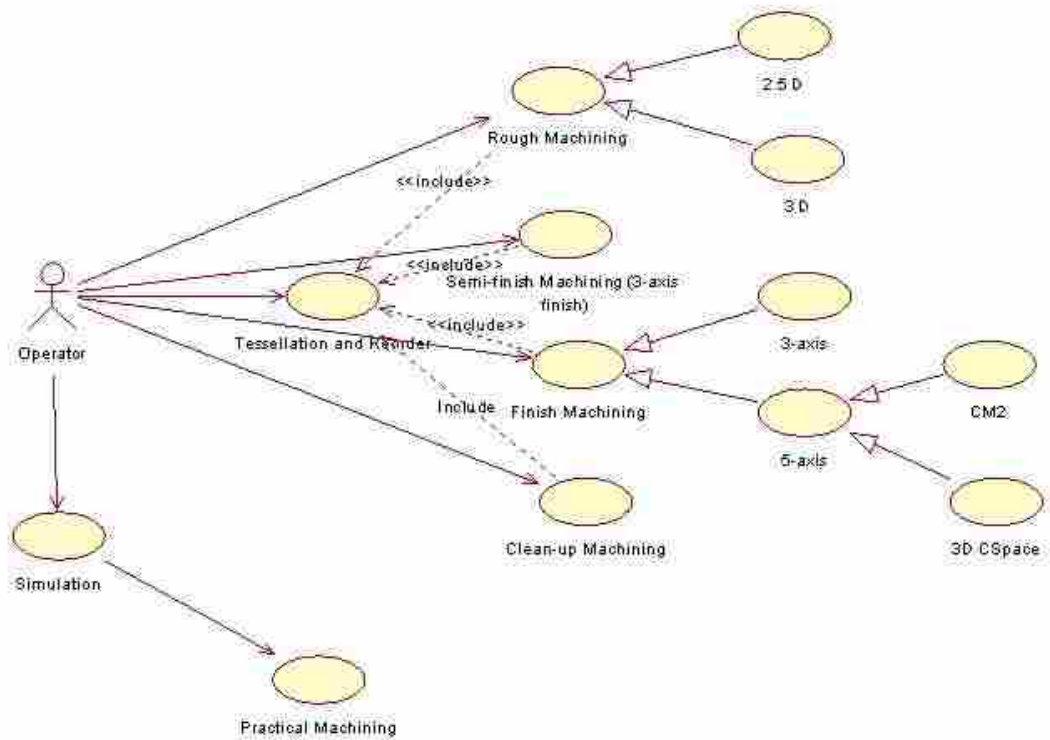 2.5 D
Rough Machining
<<include>>
3 D
<<include>>
Semi-finish Machining (3-axis
finish)
<<include>>
Tessellation and Reorder
3-axis
Operator
Include
Finish Machining
CM2
5-axis
Clean-up Machining
3D CSpace
Simulation
Practical Machining